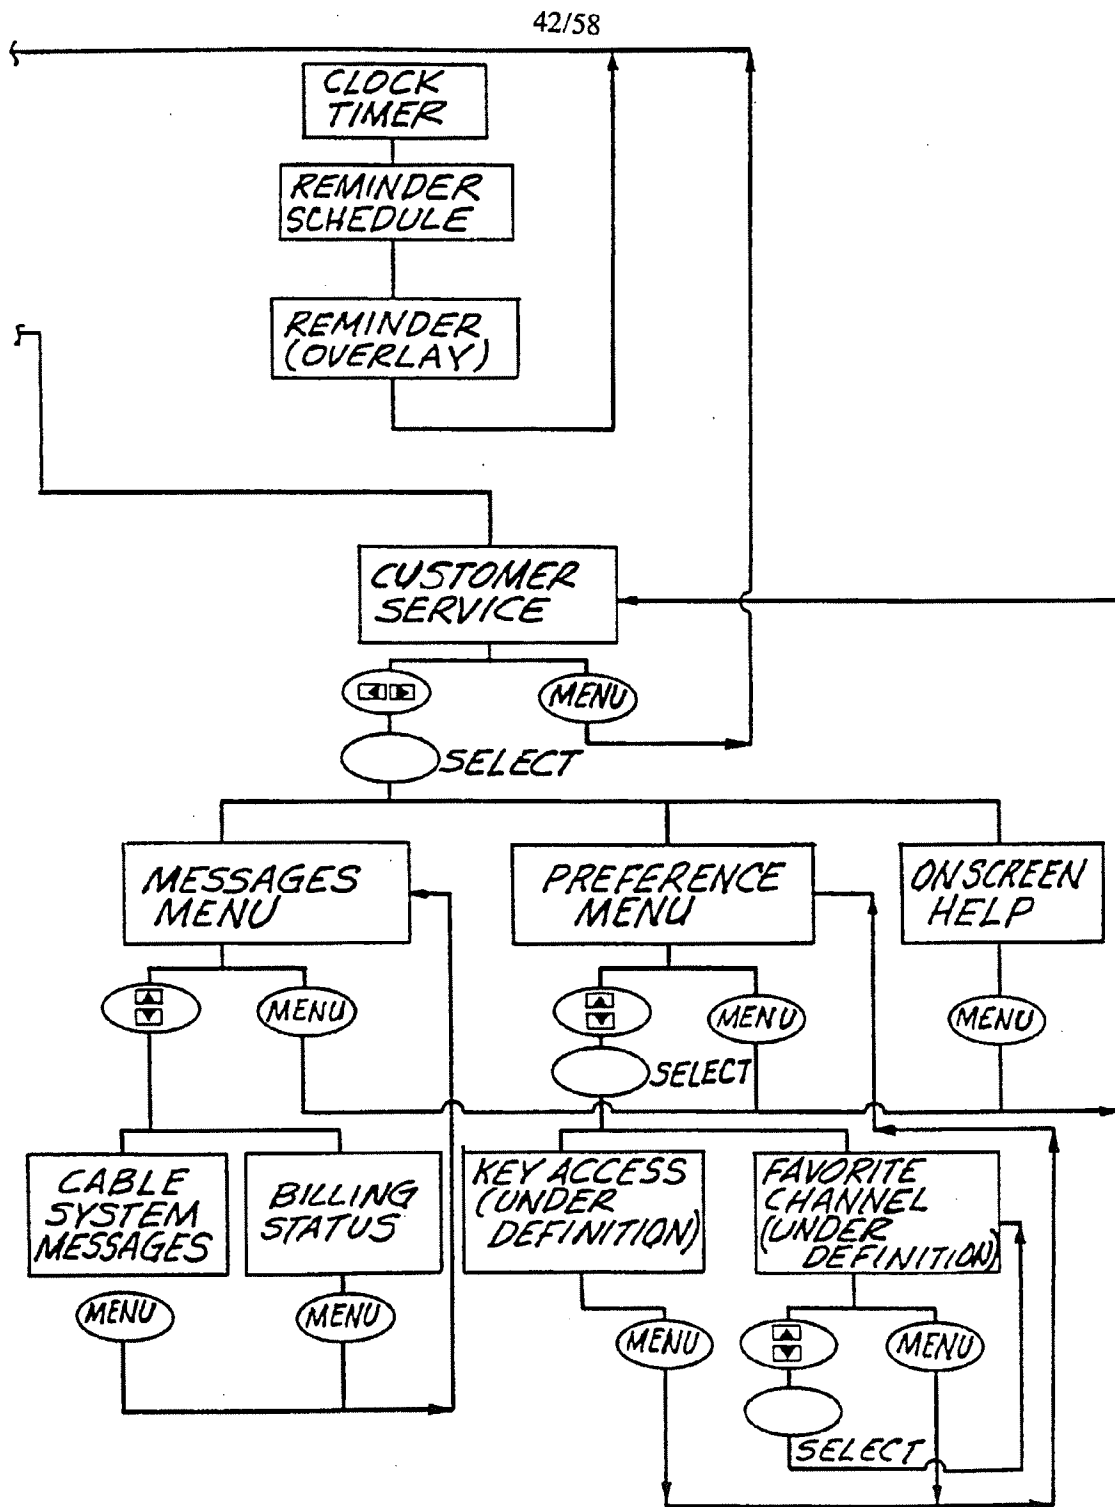 42/58
CLOCK
TIMER
REMINDER
SCHEDULE
REMINDER
(OVERLAY)
CUSTOMER
SERVICE
MENU
SELECT
MESSAGES
MENU
PREFERENCE
MENU
ON SCREEN
HELP
MENU
MENU
MENU
SELECT
CABLE
SYSTEM
MESSAGES
BILLING
STATUS
KEY ACCESS
(UNDER
DEFINITION)
FAVORITE
CHANNEL
(UNDER
DEFINITION)
MENU
MENU
MENU
MENU
SELECT